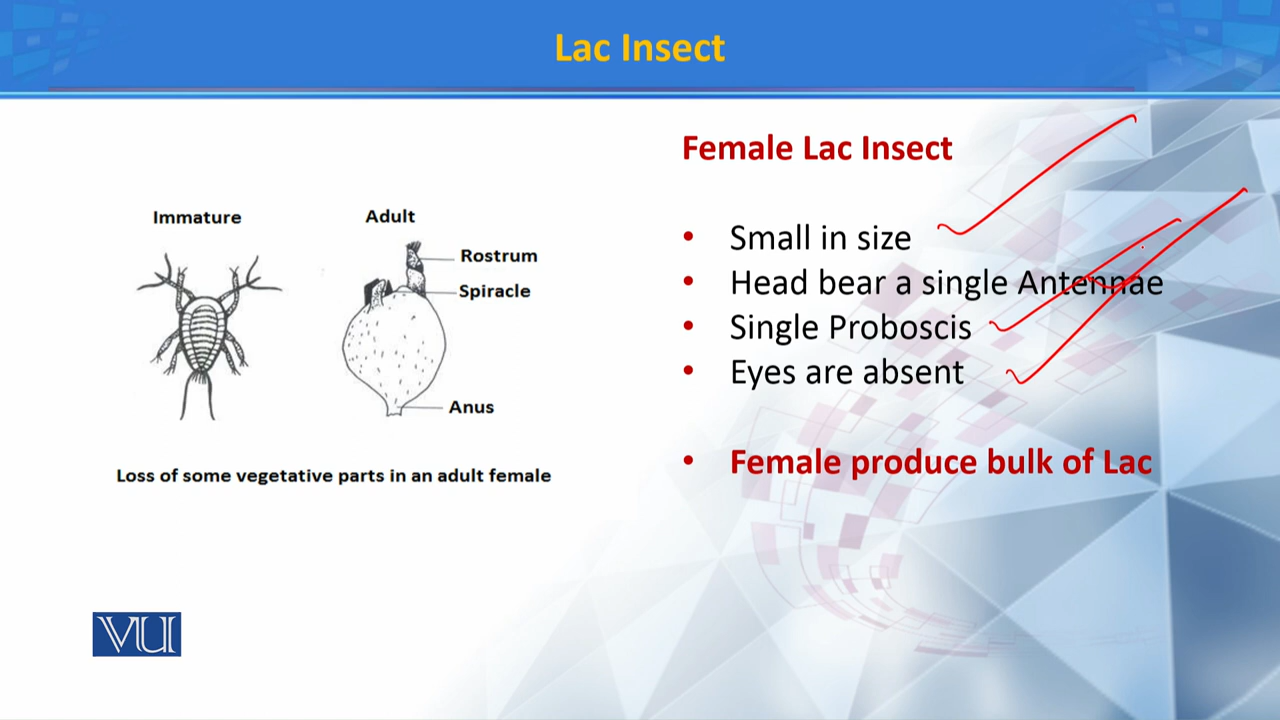 Lac Insect
Immature
Adult
Rostrum
Spiracle
Anus
Loss of some vegetative parts in an adult female
Female Lac Insect
• Small in size
• Head bear a single Antennae
• Single Proboscis
• Eyes are absent
• Female produce bulk of Lac
VU